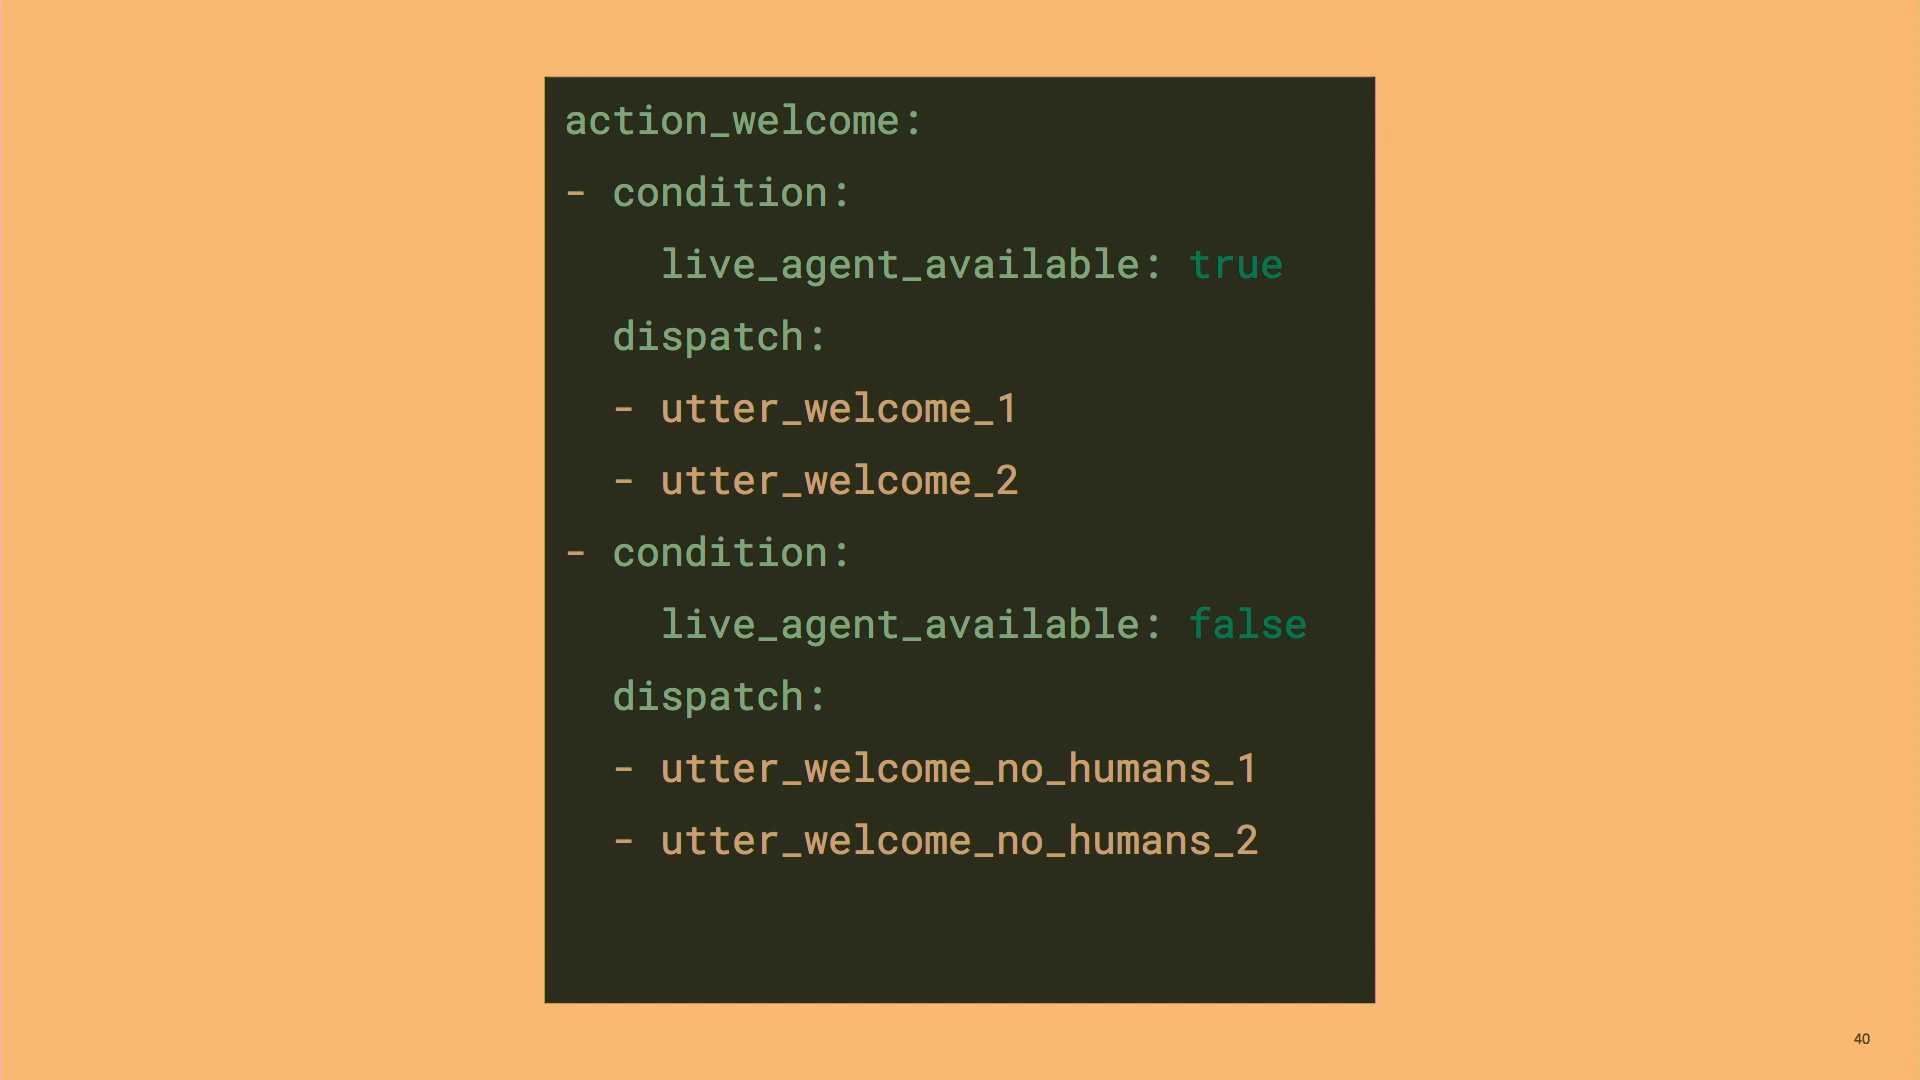 action_welcome:
- condition:
    live_agent_available: true
  dispatch:
  - utter_welcome_1
  - utter_welcome_2
- condition:
    live_agent_available: false
  dispatch:
  - utter_welcome_no_humans_1
  - utter_welcome_no_humans_2
40